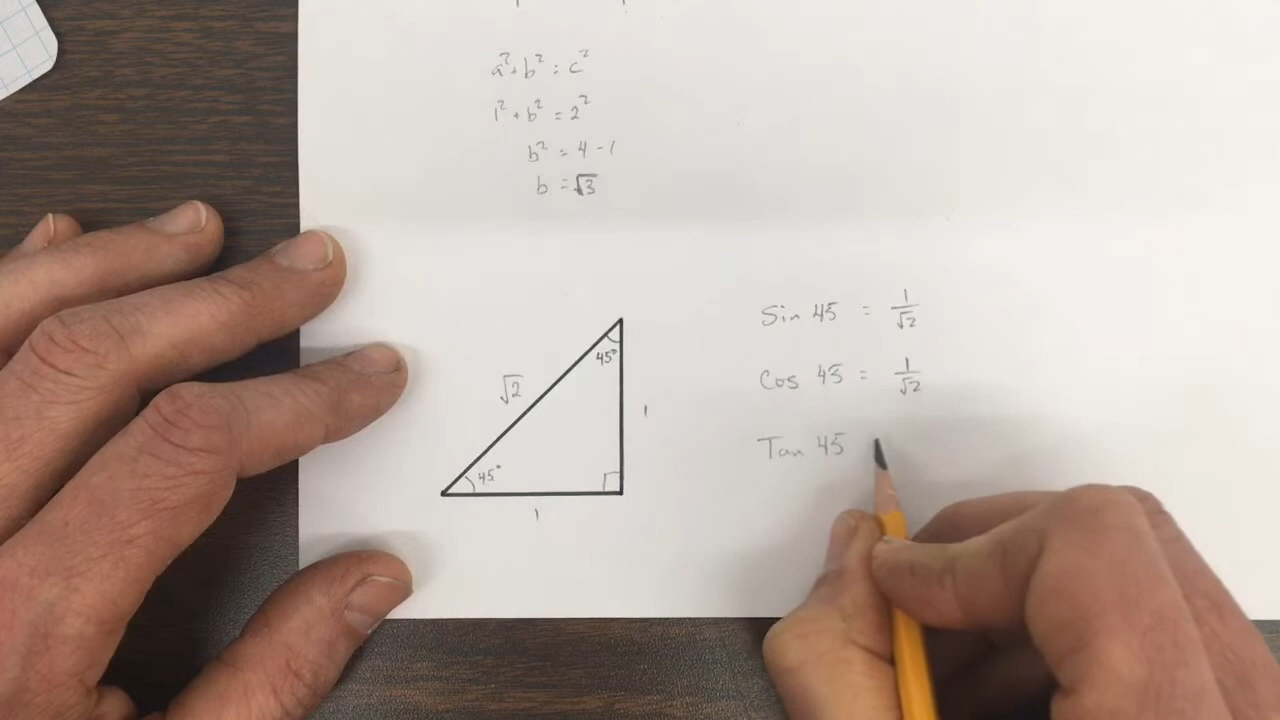 a² + b² = c²
1² + b² = 2²
b² = 4 - 1
b = √3
√2
45°
1
45°
1
Sin 45 = 1/√2
Cos 45 = 1/√2
Tan 45